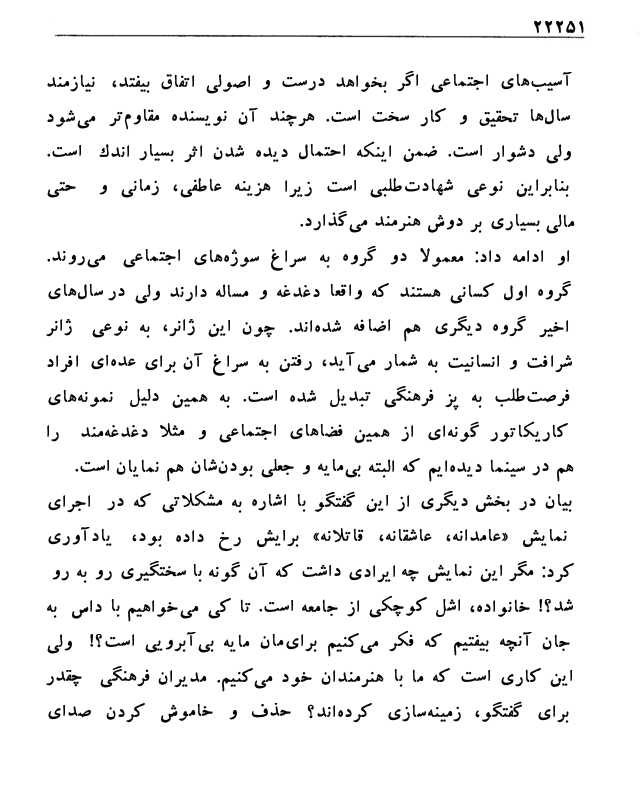 ۲۲۲۵۱
آسیب‌های اجتماعی اگر بخواهد درست و اصولی اتفاق بیفتد، نیازمند
سال‌ها تحقیق و کار سخت است. هرچند آن نویسنده مقاوم‌تر می‌شود
ولی دشوار است. ضمن اینکه احتمال دیده شدن اثر بسیار اندك است.
بنابراین نوعی شهادت‌طلبی است زیرا هزینه عاطفی، زمانی و حتی
مالی بسیاری بر دوش هنرمند می‌گذارد.
او ادامه داد: معمولا دو گروه به سراغ سوژه‌های اجتماعی می‌روند.
گروه اول کسانی هستند که واقعا دغدغه و مساله دارند ولی در سال‌های
اخیر گروه دیگری هم اضافه شده‌اند. چون این ژانر، به نوعی ژانر
شرافت و انسانیت به شمار می‌آید، رفتن به سراغ آن برای عده‌ای افراد
فرصت‌طلب به پز فرهنگی تبدیل شده است. به همین دلیل نمونه‌های
کاریکاتور گونه‌ای از همین فضاهای اجتماعی و مثلا دغدغه‌مند را
هم در سینما دیده‌ایم که البته بی‌مایه و جعلی بودن‌شان هم نمایان است.
بیان در بخش دیگری از این گفتگو با اشاره به مشکلاتی که در اجرای
نمایش «عامدانه، عاشقانه، قاتلانه» برایش رخ داده بود، یادآوری
کرد: مگر این نمایش چه ایرادی داشت که آن گونه با سختگیری رو به رو
شد؟! خانواده، اشل کوچکی از جامعه است. تا کی می‌خواهیم با داس به
جان آنچه بیفتیم که فکر می‌کنیم برای‌مان مایه بی‌آبرویی است؟! ولی
این کاری است که ما با هنرمندان خود می‌کنیم. مدیران فرهنگی چقدر
برای گفتگو، زمینه‌سازی کرده‌اند؟ حذف و خاموش کردن صدای